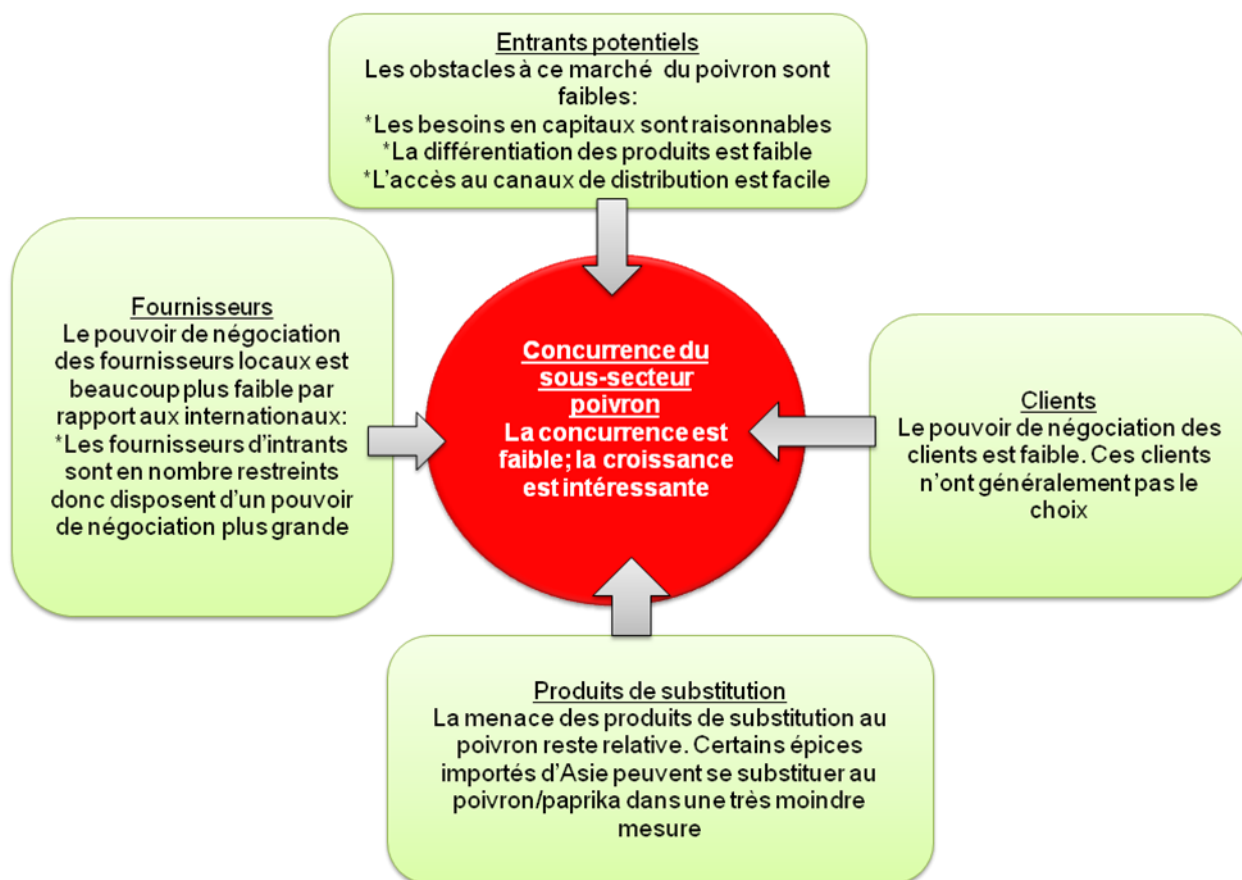 Entrants potentiels
Les obstacles à ce marché du poivron sont
faibles:
*Les besoins en capitaux sont raisonnables
*La différentiation des produits est faible
*L'accès au canaux de distribution est facile
Fournisseurs
Le pouvoir de négociation
des fournisseurs locaux est
beaucoup plus faible par
rapport aux internationaux:
*Les fournisseurs d'intrants
sont en nombre restreints
donc disposent d'un pouvoir
de négociation plus grande
Concurrence du
sous-secteur
poivron
La concurrence est
faible; la croissance
est intéressante
Clients
Le pouvoir de négociation des
clients est faible. Ces clients
n'ont généralement pas le
choix
Produits de substitution
La menace des produits de substitution au
poivron reste relative. Certains épices
importés d'Asie peuvent se substituer au
poivron/paprika dans une très moindre
mesure